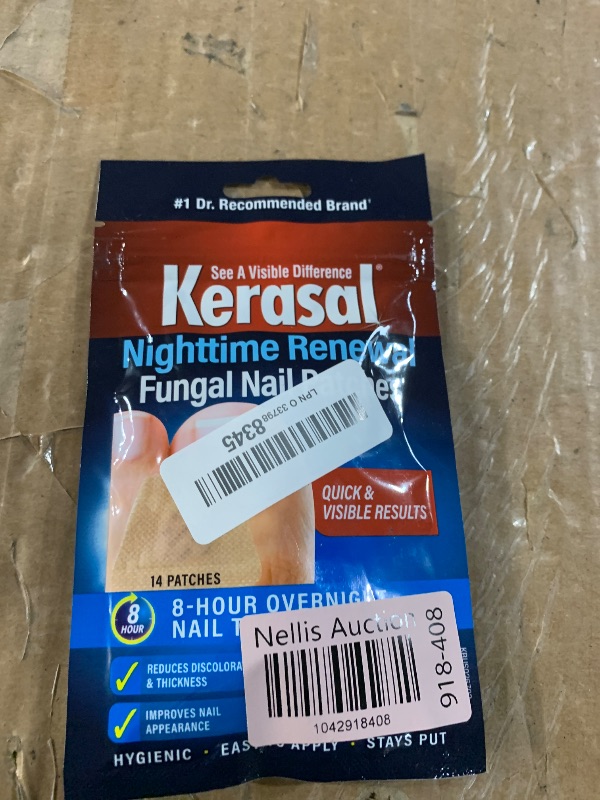 #1 Dr. Recommended Brand
See A Visible Difference
Kerasal®
Nighttime Renewal
Fungal Nail
LPN O 33798 8345
QUICK &
VISIBLE RESULTS
14 PATCHES
8 HOUR
8-HOUR OVERNIGHT
NAIL
Nellis Auction
918-408
1042918408
& THICKNESS
REDUCES
IMPROVES NAIL
APPEARANCE
HYGIENIC • APPLY • STAYS PUT